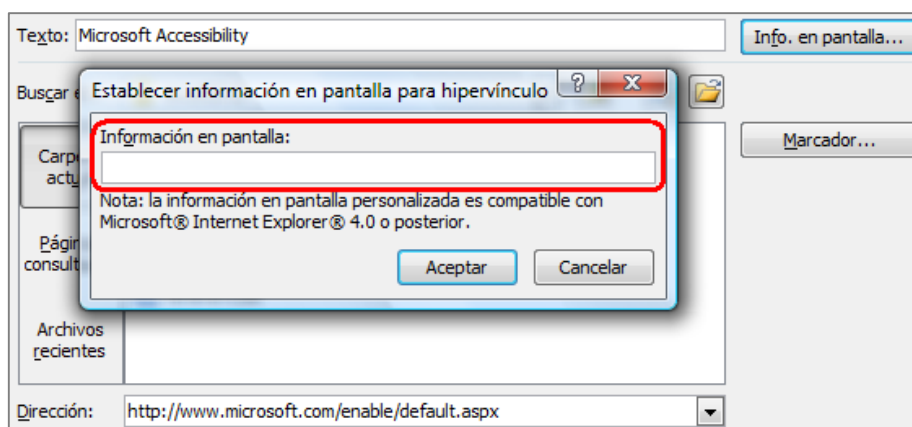 Texto: Microsoft Accessibility
Info. en pantalla...
Buscar e
Establecer información en pantalla para hipervínculo
Información en pantalla:
Nota: la información en pantalla personalizada es compatible con
Microsoft® Internet Explorer® 4.0 o posterior.
Aceptar Cancelar
Marcador...
Carp
actu
Págin
consult
Archivos
recientes
Dirección: http://www.microsoft.com/enable/default.aspx